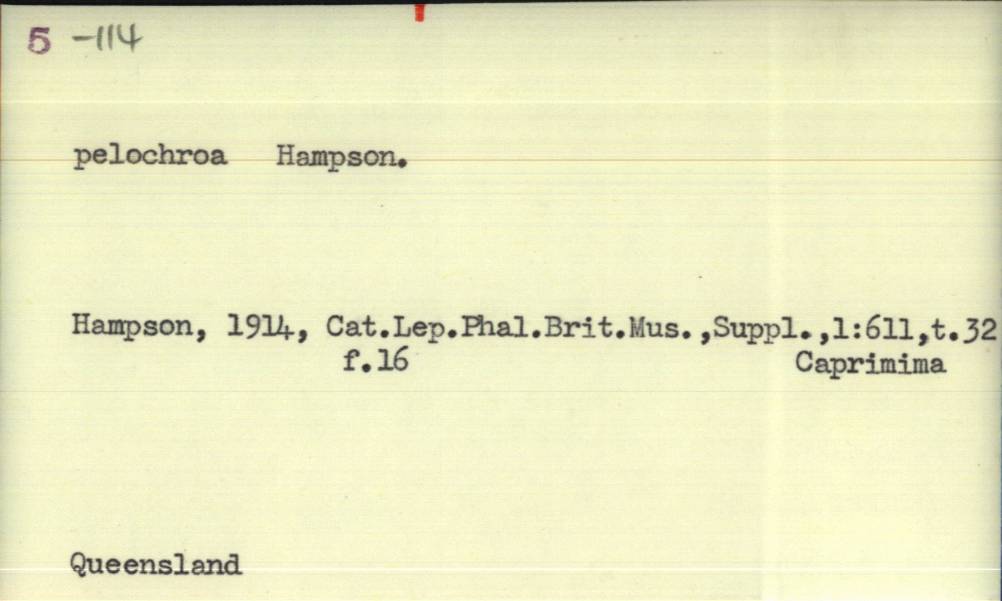 5 -114
pelochroa Hampson.
Hampson, 1914, Cat.Lep.Phal.Brit.Mus.,Suppl.,1:611,t.32
f.16 Caprimima
Queensland